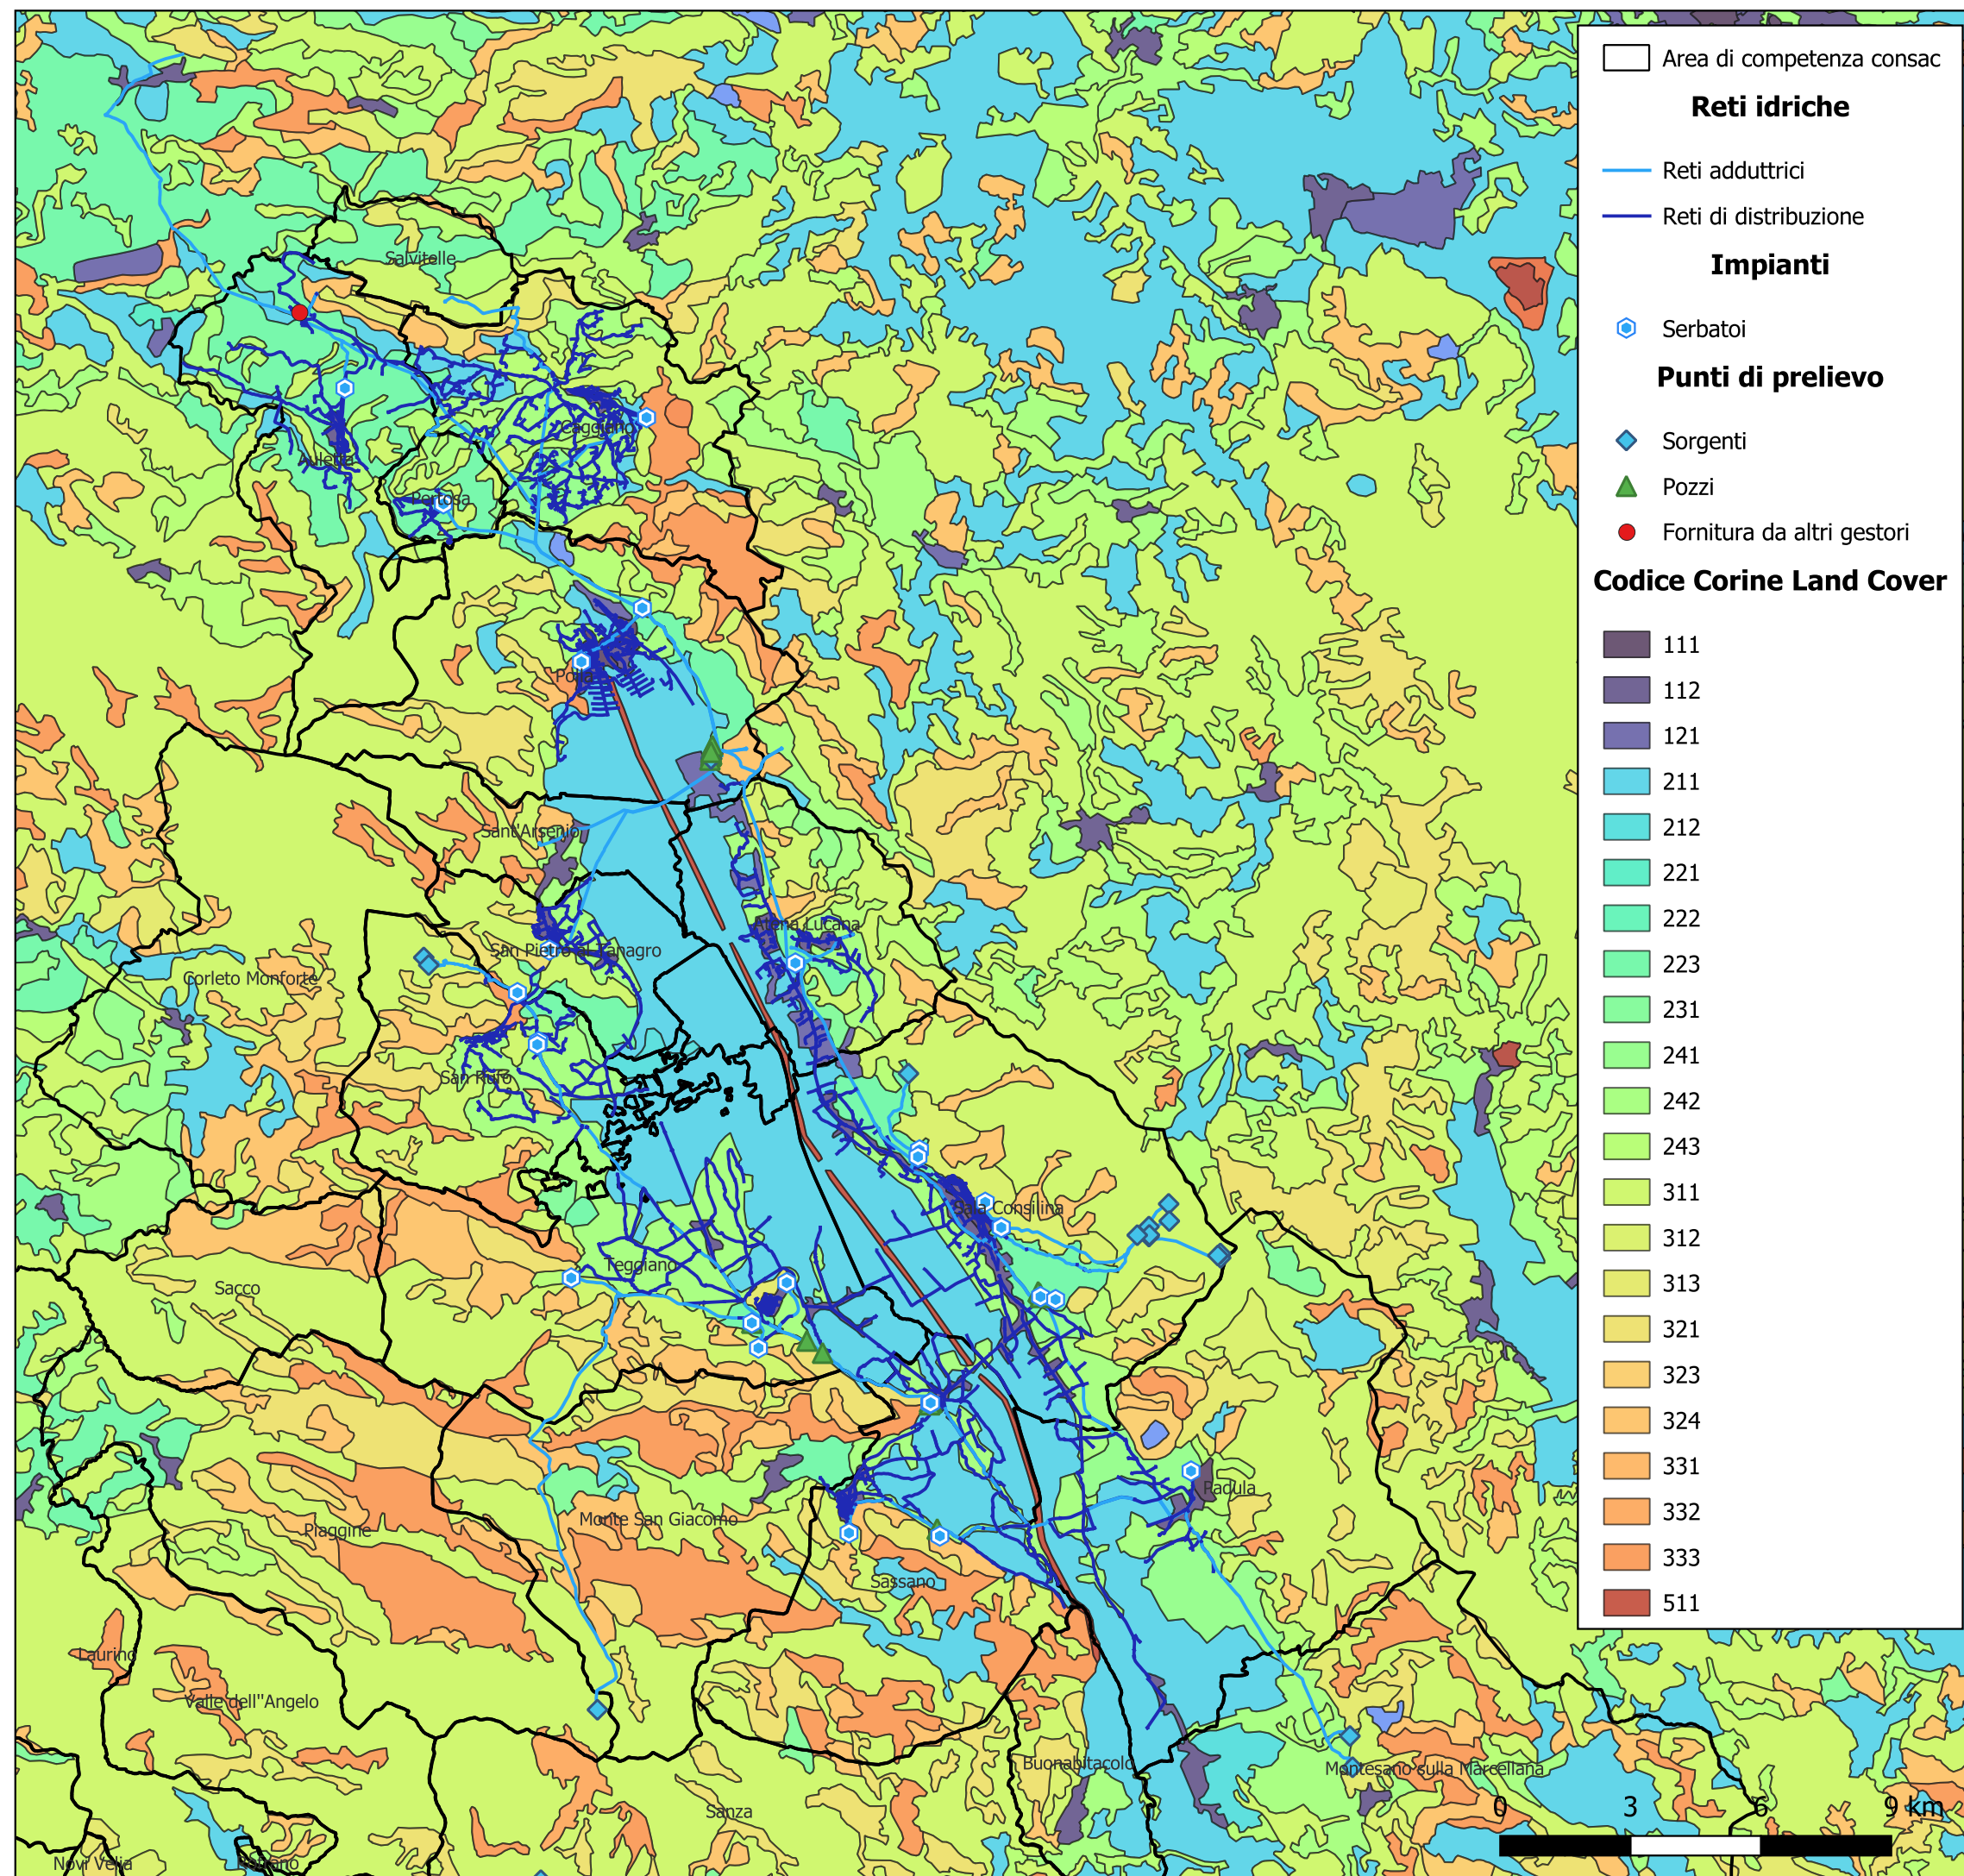 Area di competenza consac
Reti idriche
Reti adduttrici
Reti di distribuzione
Impianti
Serbatoi
Punti di prelievo
Sorgenti
Pozzi
Fornitura da altri gestori
Codice Corine Land Cover
111
112
121
211
212
221
222
223
231
241
242
243
311
312
313
321
323
324
331
332
333
511
Salvitelle
Caggiano
Auletta
Pertosa
Polla
Sant'Arsenio
Atena Lucana
San Pietro al Tanagro
Corleto Monforte
San Rufo
Sala Consilina
Teggiano
Sacco
Padula
Monte San Giacomo
Piaggine
Sassano
Laurino
Valle dell''Angelo
Buonabitacolo
Montesano sulla Marcellana
Sanza
Novi Velia
0 3 6 9 km